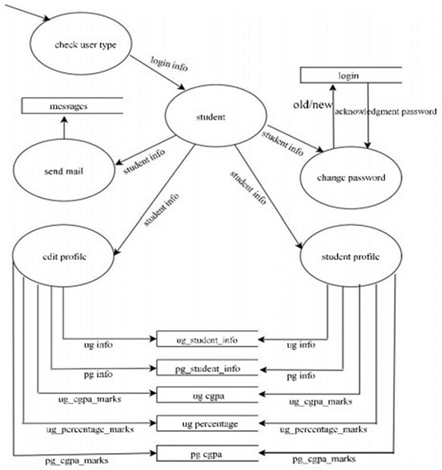 check user type
login info
login
messages
old/new
acknowledgment password
student
student info
student info
send mail
change password
student info
student info
edit profile
student profile
ug info
ug_student_info
ug info
pg info
pg_student_info
pg info
ug_cgpa_marks
ug cgpa
ug_cgpa_marks
ug_percentage_marks
ug percentage
ug_percentage_marks
pg_cgpa_marks
pg cgpa
pg_cgpa_marks